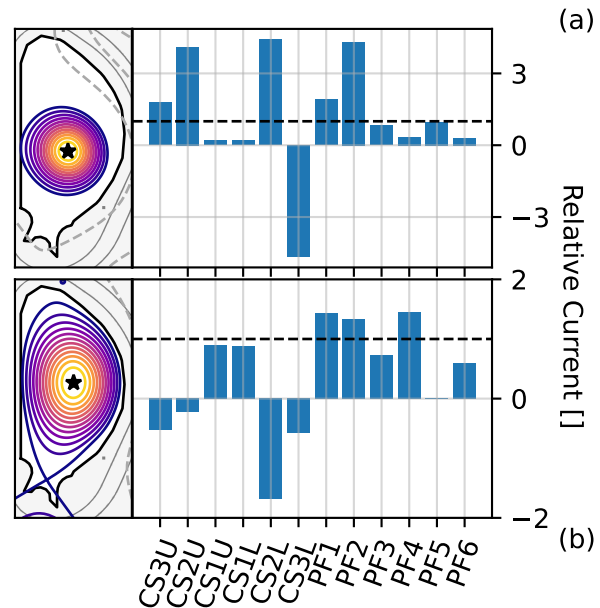 (a)
3
0
−3
2
0
−2
Relative Current []
(b)
CS3U
CS2U
CS1U
CS1L
CS2L
CS3L
PF1
PF2
PF3
PF4
PF5
PF6